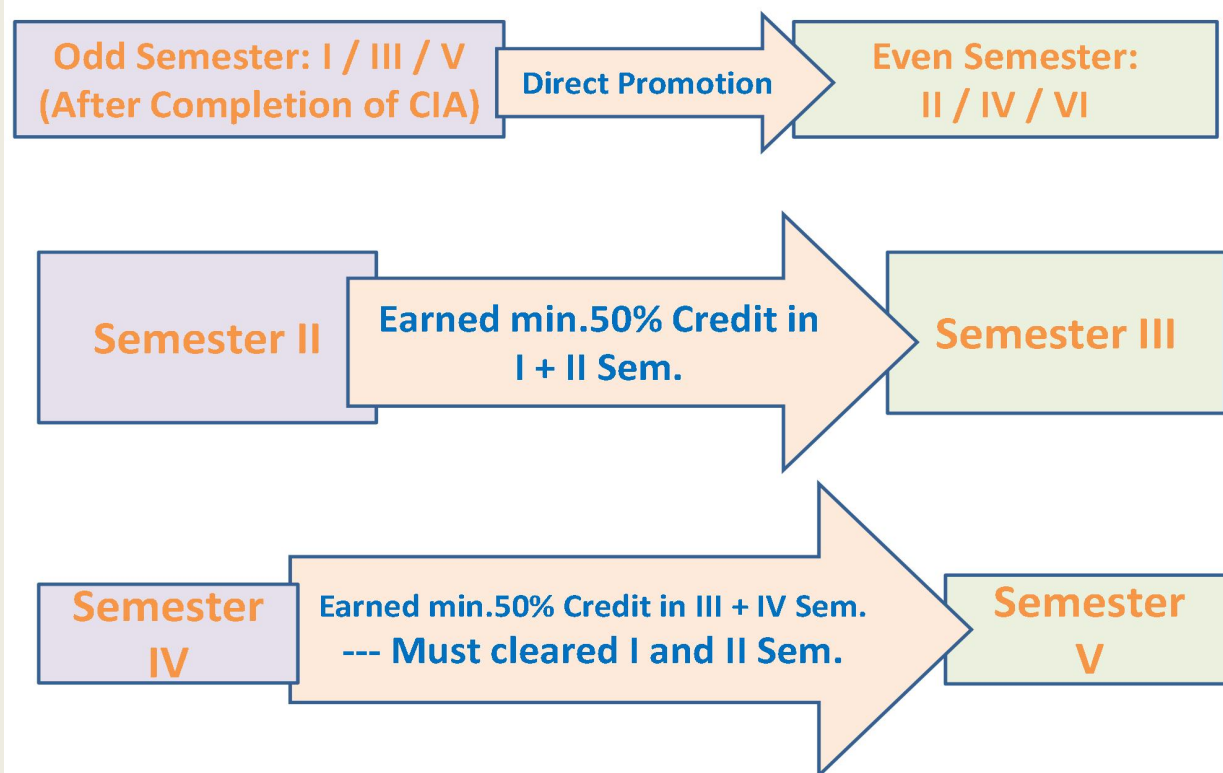 Odd Semester: I / III / V
(After Completion of CIA)
Direct Promotion
Even Semester:
II / IV / VI
Semester II
Earned min.50% Credit in
I + II Sem.
Semester III
Semester
IV
Earned min.50% Credit in III + IV Sem.
--- Must cleared I and II Sem.
Semester
V